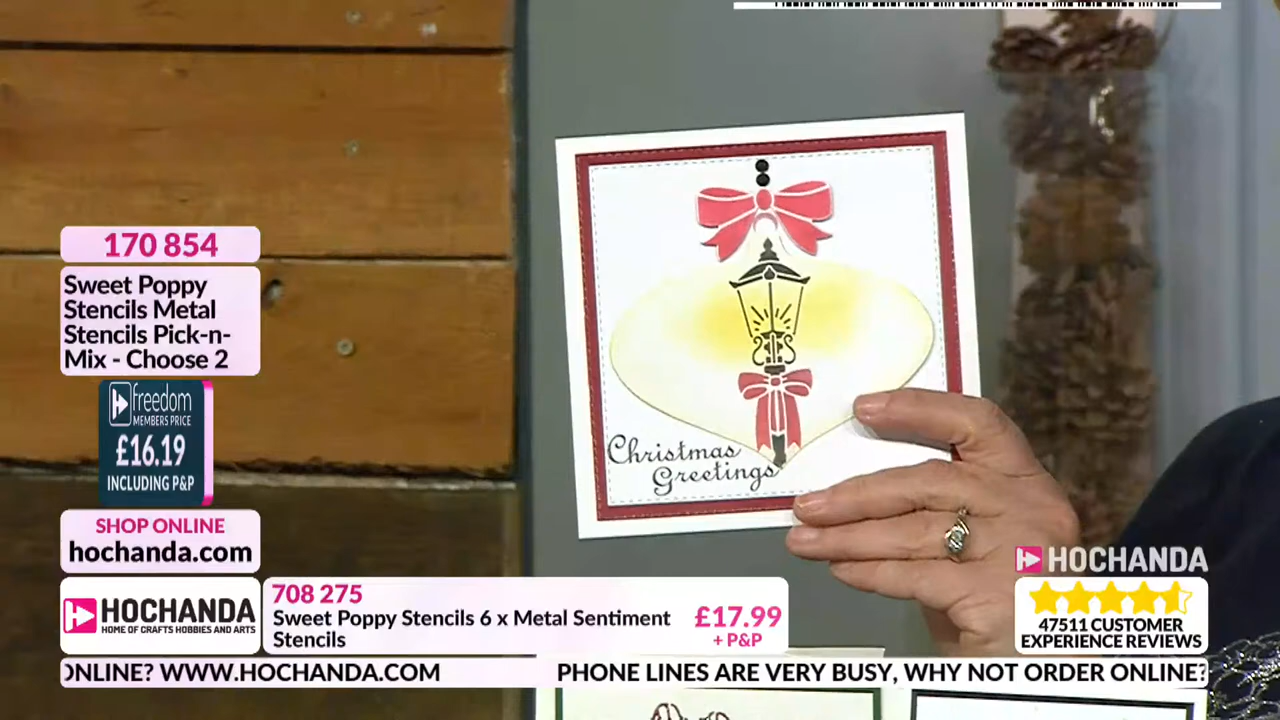 170 854
Sweet Poppy
Stencils Metal
Stencils Pick-n-
Mix - Choose 2
freedom
MEMBERS PRICE
£16.19
INCLUDING P&P
SHOP ONLINE
hochanda.com
HOCHANDA
HOME OF CRAFTS HOBBIES AND ARTS
708 275
Sweet Poppy Stencils 6 x Metal Sentiment
Stencils
£17.99
+ P&P
Christmas
Greetings
HOCHANDA
47511 CUSTOMER
EXPERIENCE REVIEWS
ONLINE? WWW.HOCHANDA.COM PHONE LINES ARE VERY BUSY, WHY NOT ORDER ONLINE?